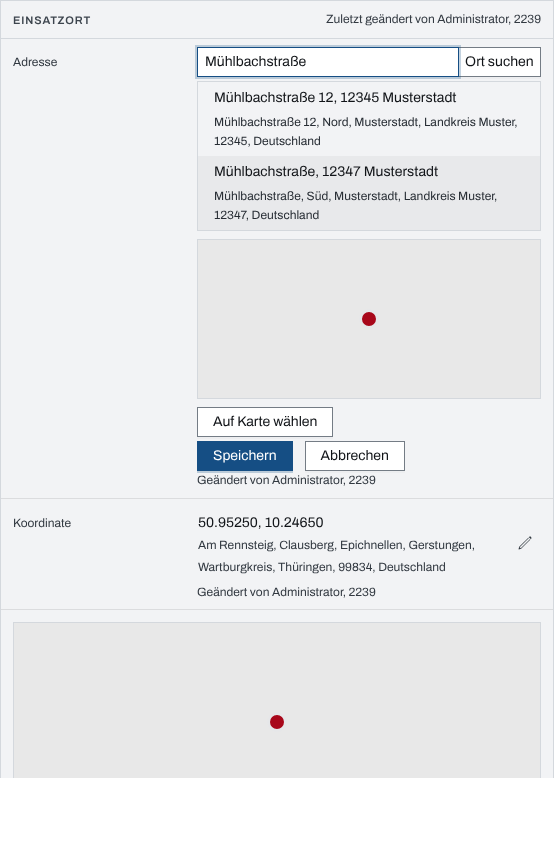 EINSATZORT
Zuletzt geändert von Administrator, 2239
Adresse
Mühlbachstraße
Ort suchen
Mühlbachstraße 12, 12345 Musterstadt
Mühlbachstraße 12, Nord, Musterstadt, Landkreis Muster,
12345, Deutschland
Mühlbachstraße, 12347 Musterstadt
Mühlbachstraße, Süd, Musterstadt, Landkreis Muster,
12347, Deutschland
Auf Karte wählen
Speichern
Abbrechen
Geändert von Administrator, 2239
Koordinate
50.95250, 10.24650
Am Rennsteig, Clausberg, Epichnellen, Gerstungen,
Wartburgkreis, Thüringen, 99834, Deutschland
Geändert von Administrator, 2239